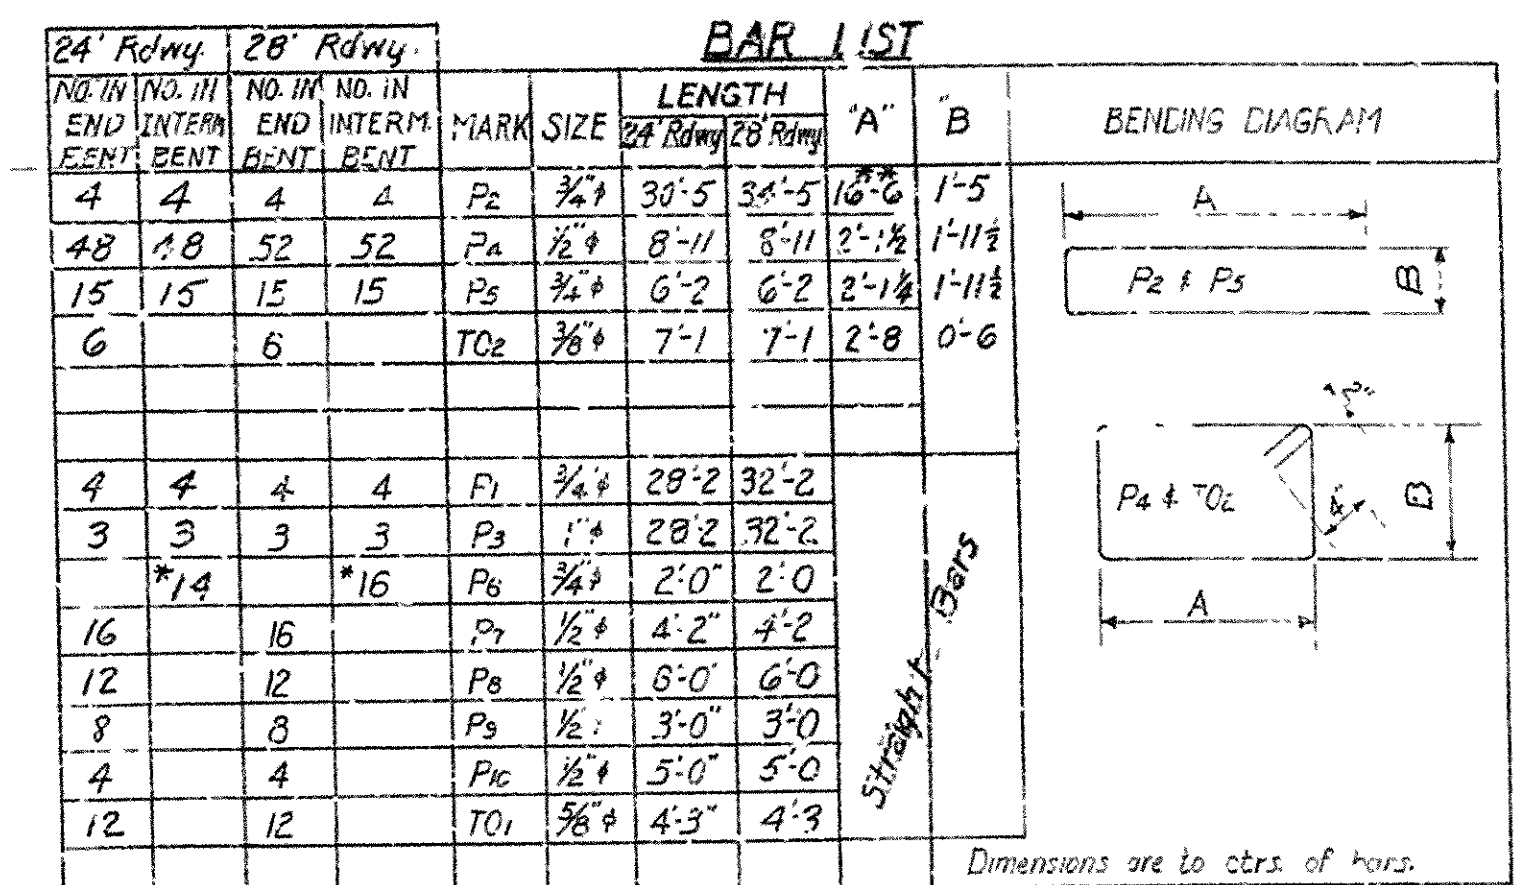 BAR LIST
24' Rdwy. 28' Rdwy.
NO. IN END BENT NO. IN INTERM. BENT NO. IN END BENT NO. IN INTERM. BENT MARK SIZE LENGTH 24' Rdwy 28' Rdwy "A" "B BENDING DIAGRAM
4 4 4 4 P2 3/4"ϕ 30'-5 34'-5 16'-6** 1'-5
48 48 52 52 P4 1/2"ϕ 8'-11 8'-11 2'-1½ 1'-11½
15 15 15 15 P5 3/4"ϕ 6'-2 6'-2 2'-1¼ 1'-11½
6 6 TO2 3/8"ϕ 7'-1 7'-1 2'-8 0'-6
4 4 4 4 P1 3/4"ϕ 28'-2 32'-2
3 3 3 3 P3 1"ϕ 28'-2 32'-2
*14 *16 P6 3/4"ϕ 2'-0" 2'-0
16 16 P7 1/2"ϕ 4'-2" 4'-2
12 12 P8 1/2"ϕ 6'-0" 6'-0
8 8 P9 1/2" 3'-0" 3'-0
4 4 P10 1/2"ϕ 5'-0" 5'-0
12 12 TO1 5/8"ϕ 4'-3" 4'-3
Straight Bars
A
P2 & P5
B
P4 & TO2
4"
B
A
Dimensions are to ctrs. of bars.